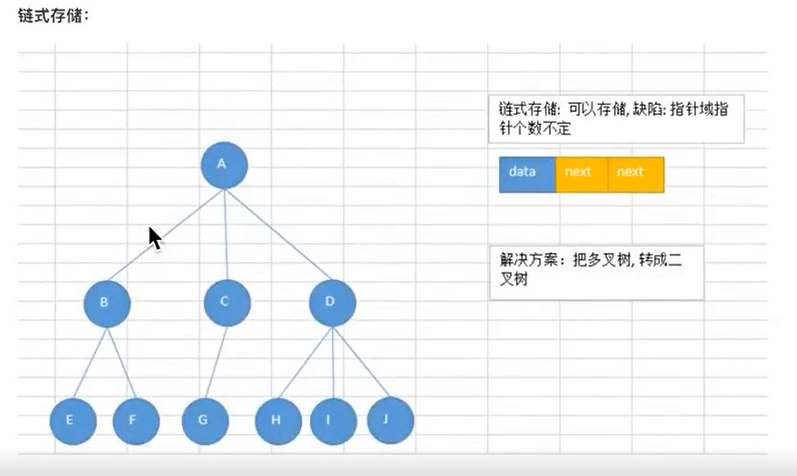 链式存储：
链式存储: 可以存储, 缺陷: 指针域指
针个数不定
A
data next next
解决方案：把多叉树, 转成二
叉树
B C D
E F G H I J